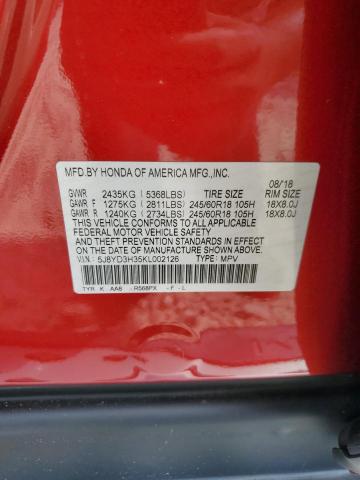 MFD.BY HONDA OF AMERICA MFG.,INC.
08/18
GVWR 2435KG (5368LBS) TIRE SIZE RIM SIZE
GAWR F 1275KG (2811LBS) 245/60R18 105H 18X8.0J
GAWR R 1240KG (2734LBS) 245/60R18 105H 18X8.0J
THIS VEHICLE CONFORMS TO ALL APPLICABLE
FEDERAL MOTOR VEHICLE SAFETY
AND THEFT PREVENTION STANDARDS IN EFFECT
ON THE DATE OF MANUFACTURE SHOWN ABOVE.
V.I.N: 5J8YD3H35KL002126 TYPE: MPV
TYR K AA8 -R568PX -F -L